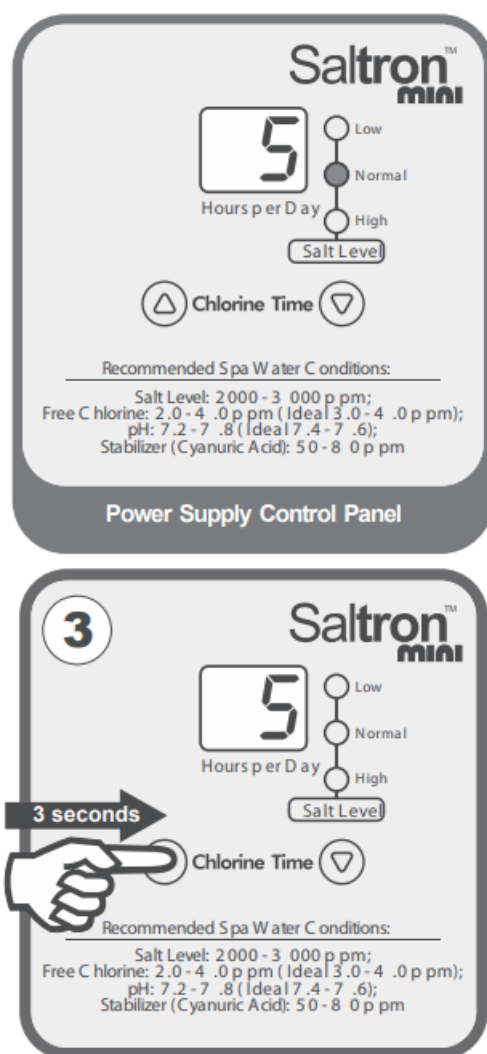 Saltron™
mini
5
Low
Normal
Hours per Day
High
Salt Level
Chlorine Time
Recommended Spa Water Conditions:
Salt Level: 2000 - 3000 ppm;
Free Chlorine: 2.0 - 4.0 ppm (Ideal 3.0 - 4.0 ppm);
pH: 7.2 - 7.8 (Ideal 7.4 - 7.6);
Stabilizer (Cyanuric Acid): 50 - 80 ppm
Power Supply Control Panel
3
Saltron™
mini
5
Low
Normal
Hours per Day
High
Salt Level
3 seconds
Chlorine Time
Recommended Spa Water Conditions:
Salt Level: 2000 - 3000 ppm;
Free Chlorine: 2.0 - 4.0 ppm (Ideal 3.0 - 4.0 ppm);
pH: 7.2 - 7.8 (Ideal 7.4 - 7.6);
Stabilizer (Cyanuric Acid): 50 - 80 ppm